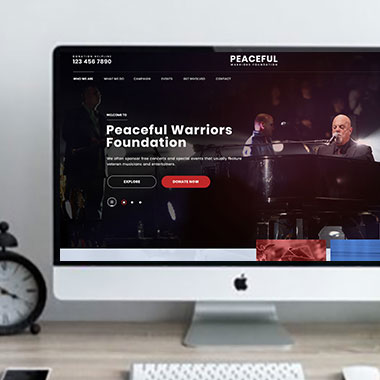 DONATION HELPLINE
123 456 7890
PEACEFUL
WARRIORS FOUNDATION
WHO WE ARE
WHAT WE DO
CAMPAIGN
EVENTS
GET INVOLVED
CONTACT
WELCOME TO
Peaceful Warriors
Foundation
We often sponsor free concerts and special events that usually feature
veteran musicians and entertainers.
EXPLORE
DONATE NOW